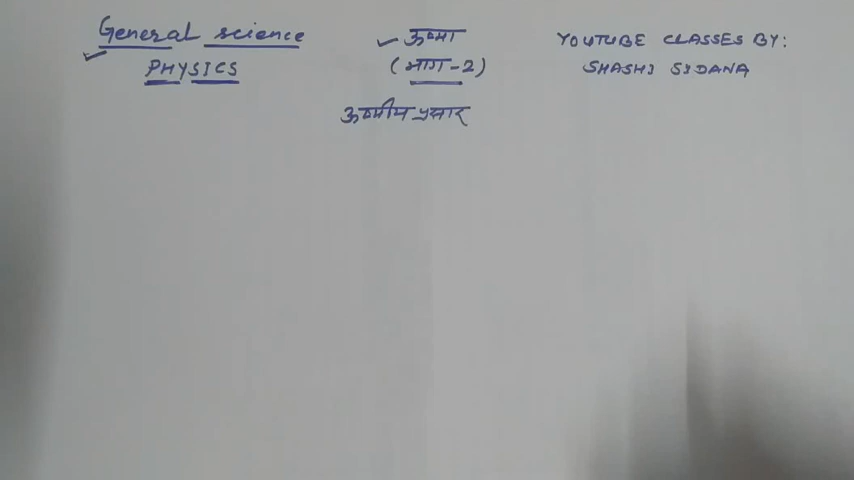 General science
PHYSICS
ऊष्मा
(भाग-2)
ऊष्मीय प्रसार
YOUTUBE CLASSES BY:
SHASHI SIDANA